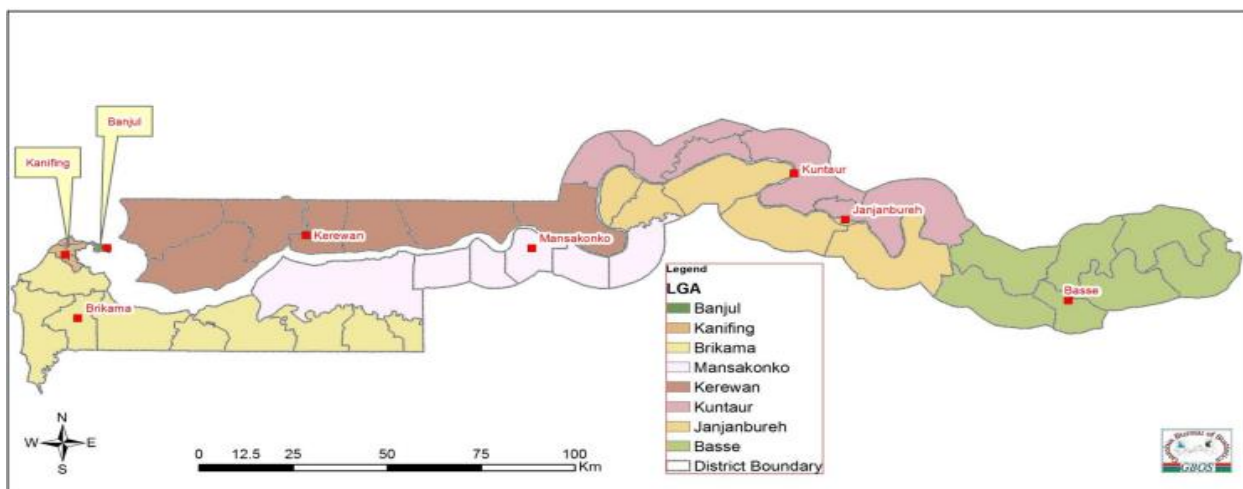 Banjul
Kanifing
Kuntaur
Janjanbureh
Kerewan
Mansakonko
Basse
Brikama
Legend
LGA
Banjul
Kanifing
Brikama
Mansakonko
Kerewan
Kuntaur
Janjanbureh
Basse
District Boundary
N
W E
S
0 12.5 25 50 75 100
Km
GBOS